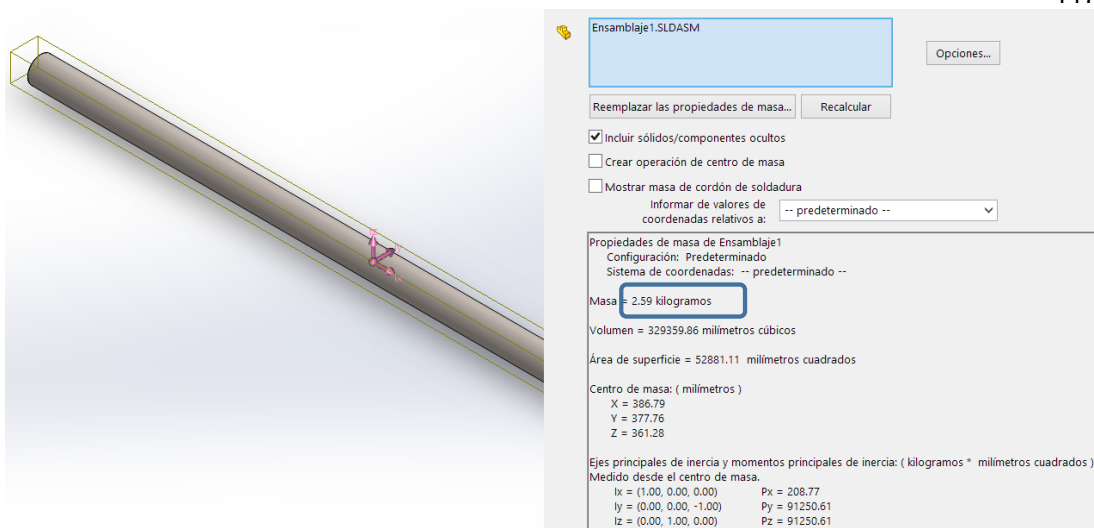 Ensamblaje1.SLDASM
Opciones...
Reemplazar las propiedades de masa... Recalcular
Incluir sólidos/componentes ocultos
Crear operación de centro de masa
Mostrar masa de cordón de soldadura
Informar de valores de
coordenadas relativos a: -- predeterminado --
Propiedades de masa de Ensamblaje1
Configuración: Predeterminado
Sistema de coordenadas: -- predeterminado --
Masa = 2.59 kilogramos
Volumen = 329359.86 milímetros cúbicos
Área de superficie = 52881.11 milímetros cuadrados
Centro de masa: ( milímetros )
X = 386.79
Y = 377.76
Z = 361.28
Ejes principales de inercia y momentos principales de inercia: ( kilogramos * milímetros cuadrados )
Medido desde el centro de masa.
Ix = (1.00, 0.00, 0.00) Px = 208.77
Iy = (0.00, 0.00, -1.00) Py = 91250.61
Iz = (0.00, 1.00, 0.00) Pz = 91250.61